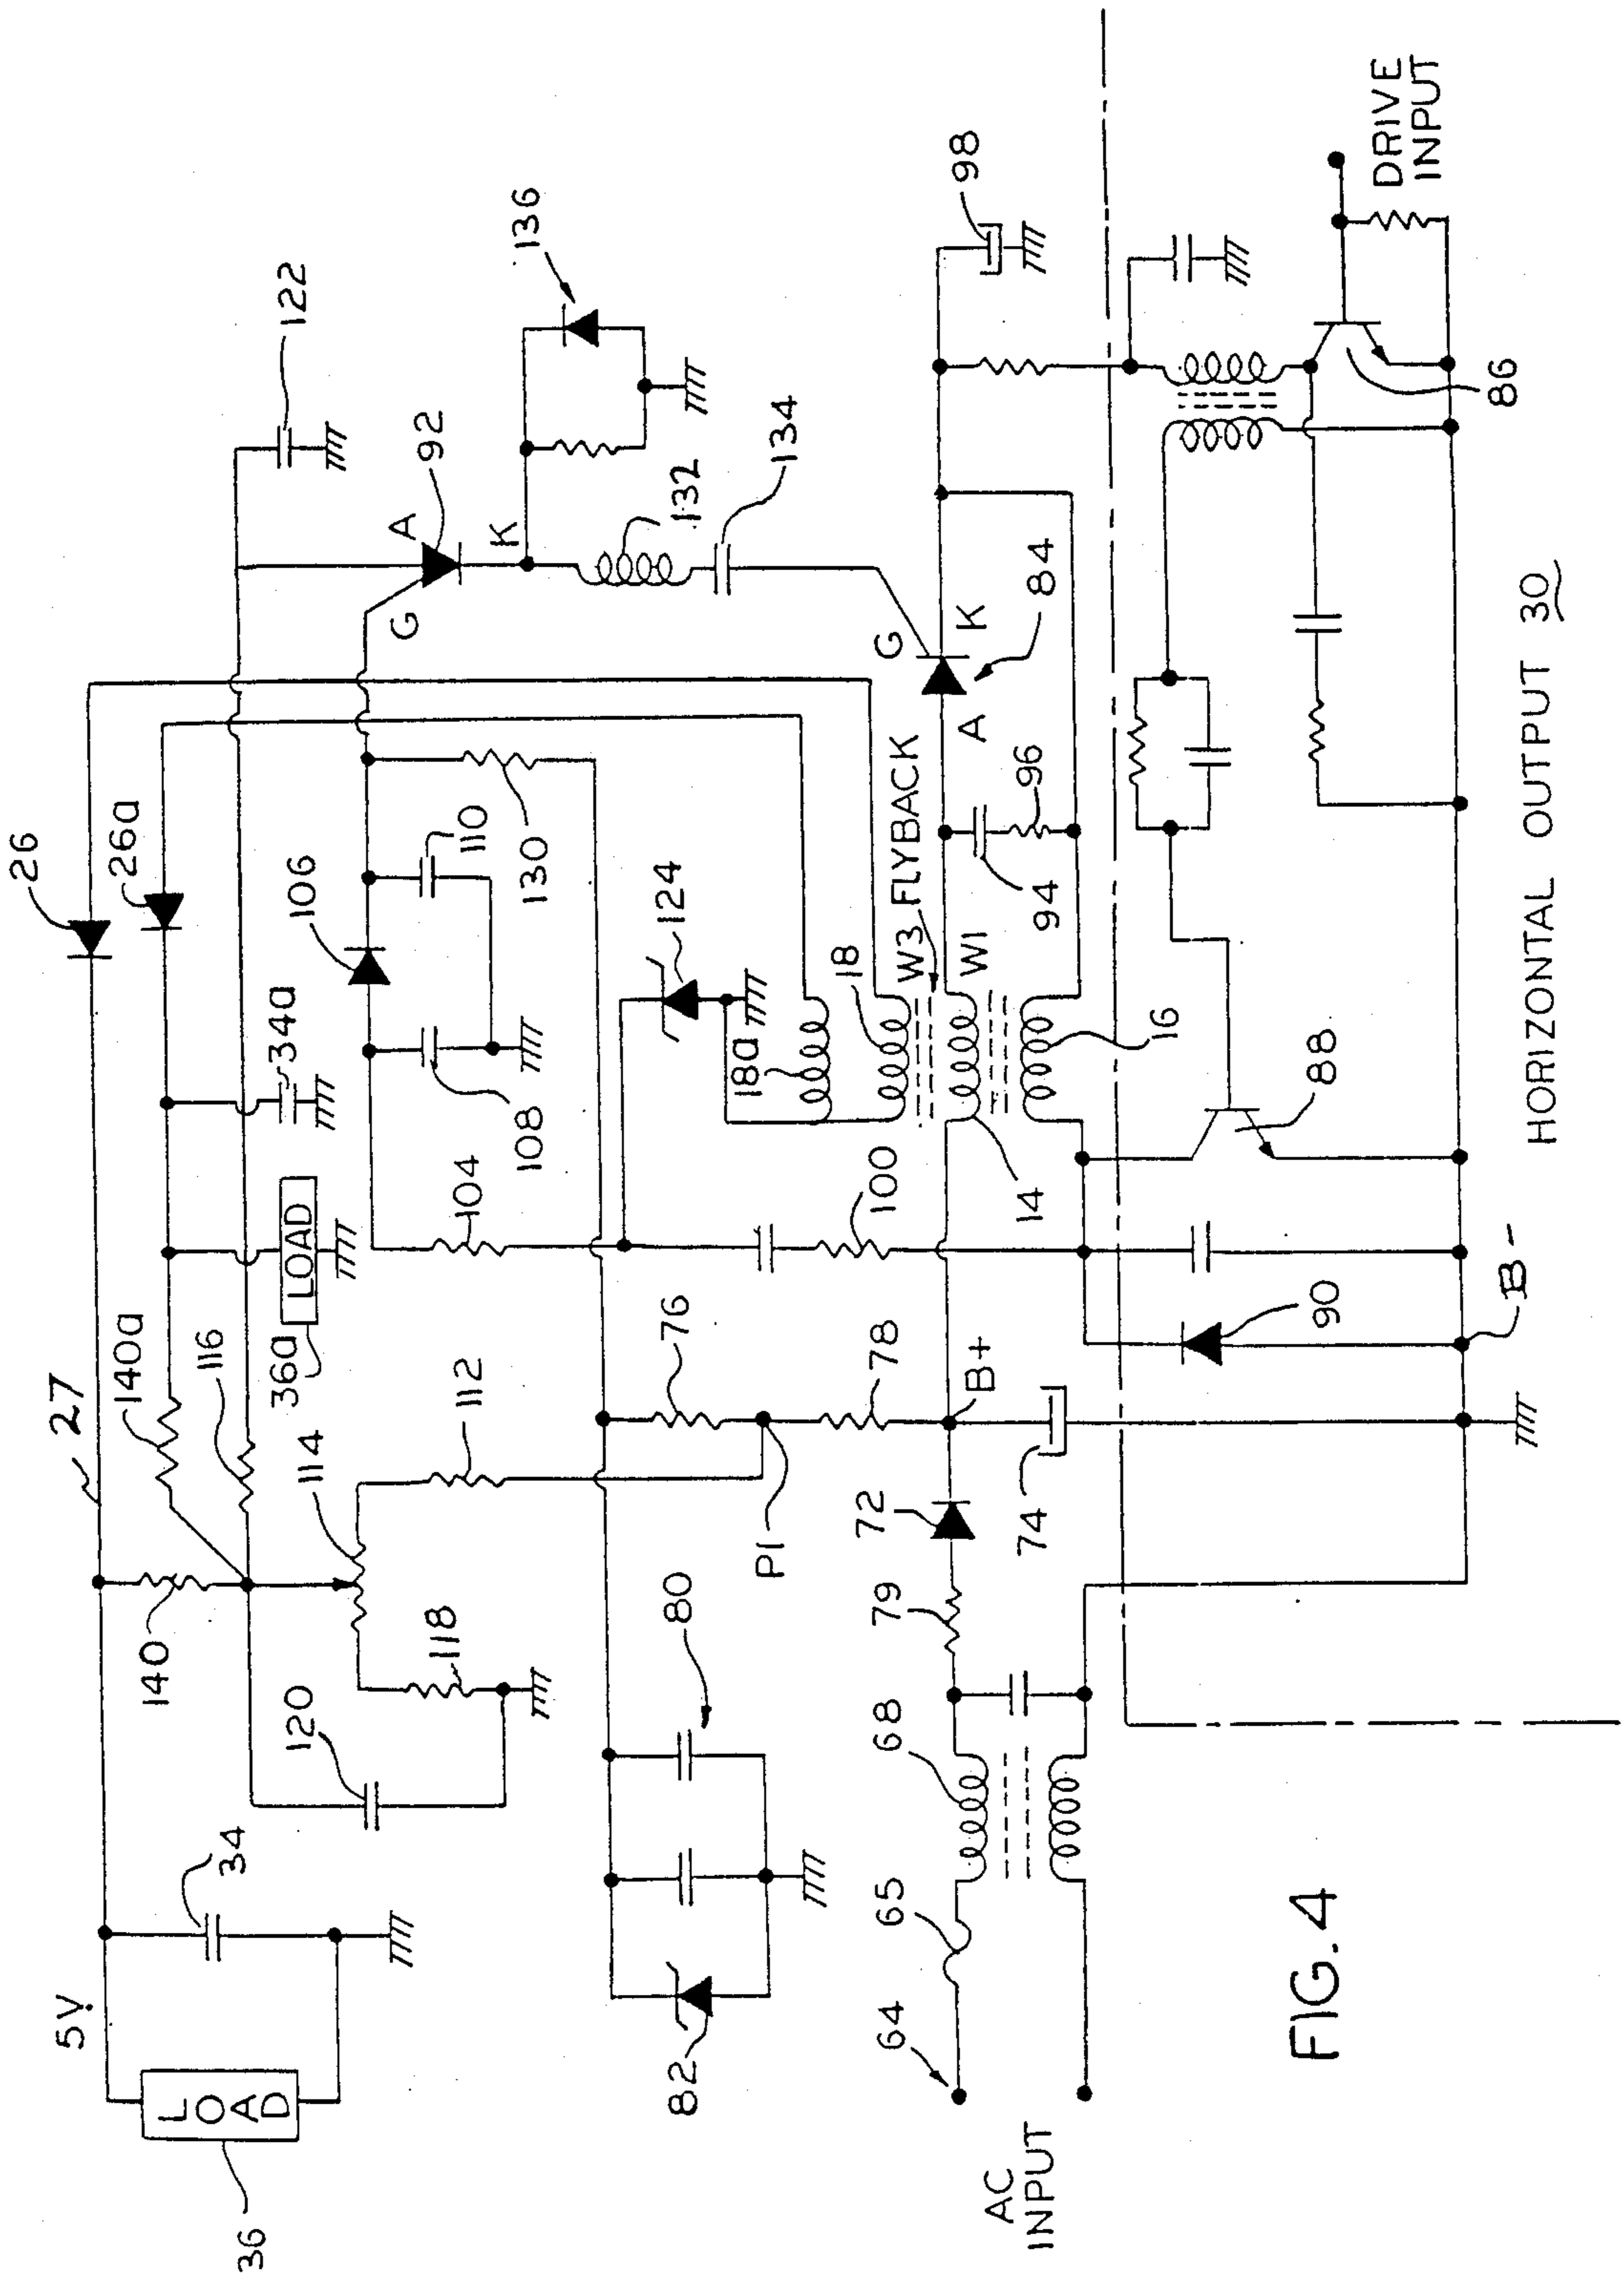 26
27
26a
140a
116
36a
LOAD
34a
106
110
122
136
A
92
G
K
132
134
5V
34
LOAD
36
140
114
112
104
108
130
118
120
124
18a
18
W3
FLYBACK
W1
G
K
84
A
98
80
82
P1
76
78
100
14
16
94
96
64
65
68
79
72
74
B+
AC
INPUT
90
88
86
B-
DRIVE
INPUT
FIG. 4
HORIZONTAL OUTPUT 30